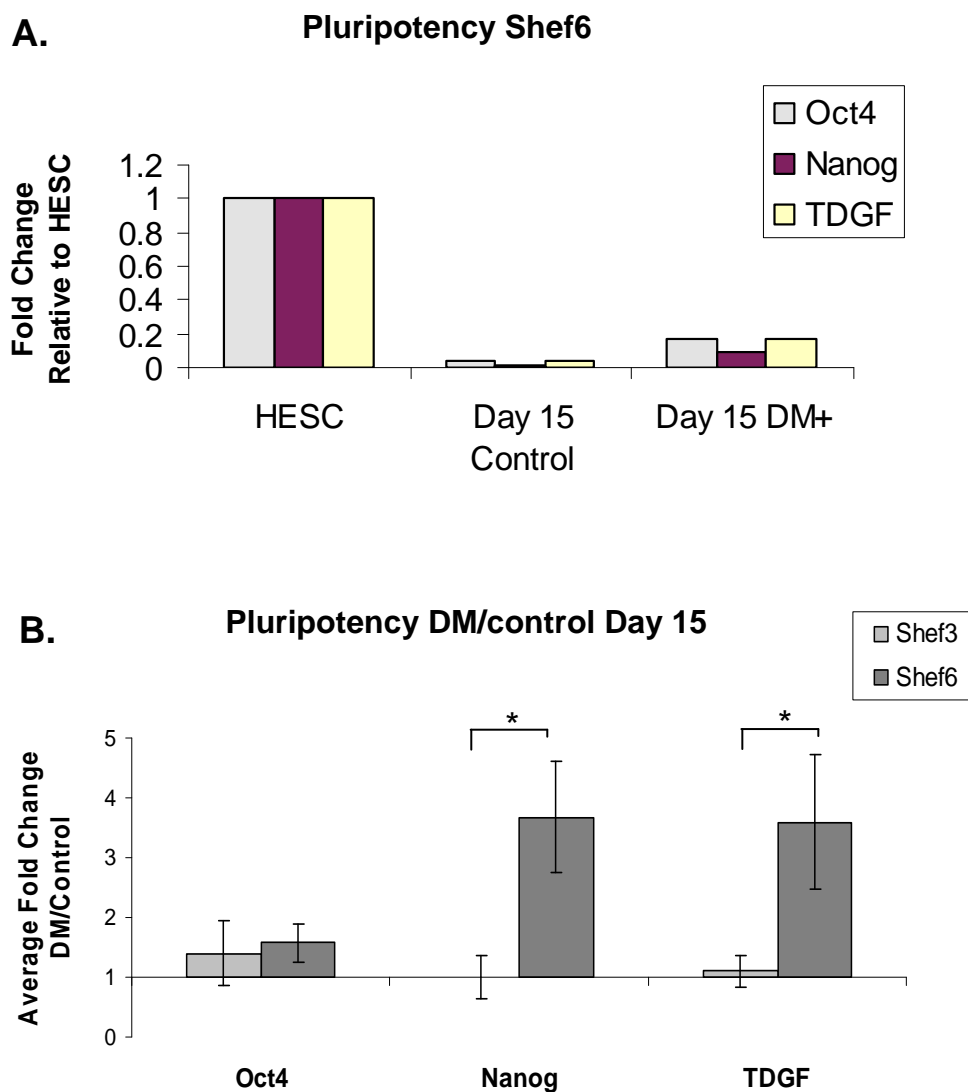 A.
Pluripotency Shef6
Oct4
Nanog
TDGF
Fold Change
Relative to HESC
1.2
1
0.8
0.6
0.4
0.2
0
HESC
Day 15
Control
Day 15 DM+
B.
Pluripotency DM/control Day 15
Shef3
Shef6
Average Fold Change
DM/Control
5
4
3
2
1
0
*
*
Oct4
Nanog
TDGF